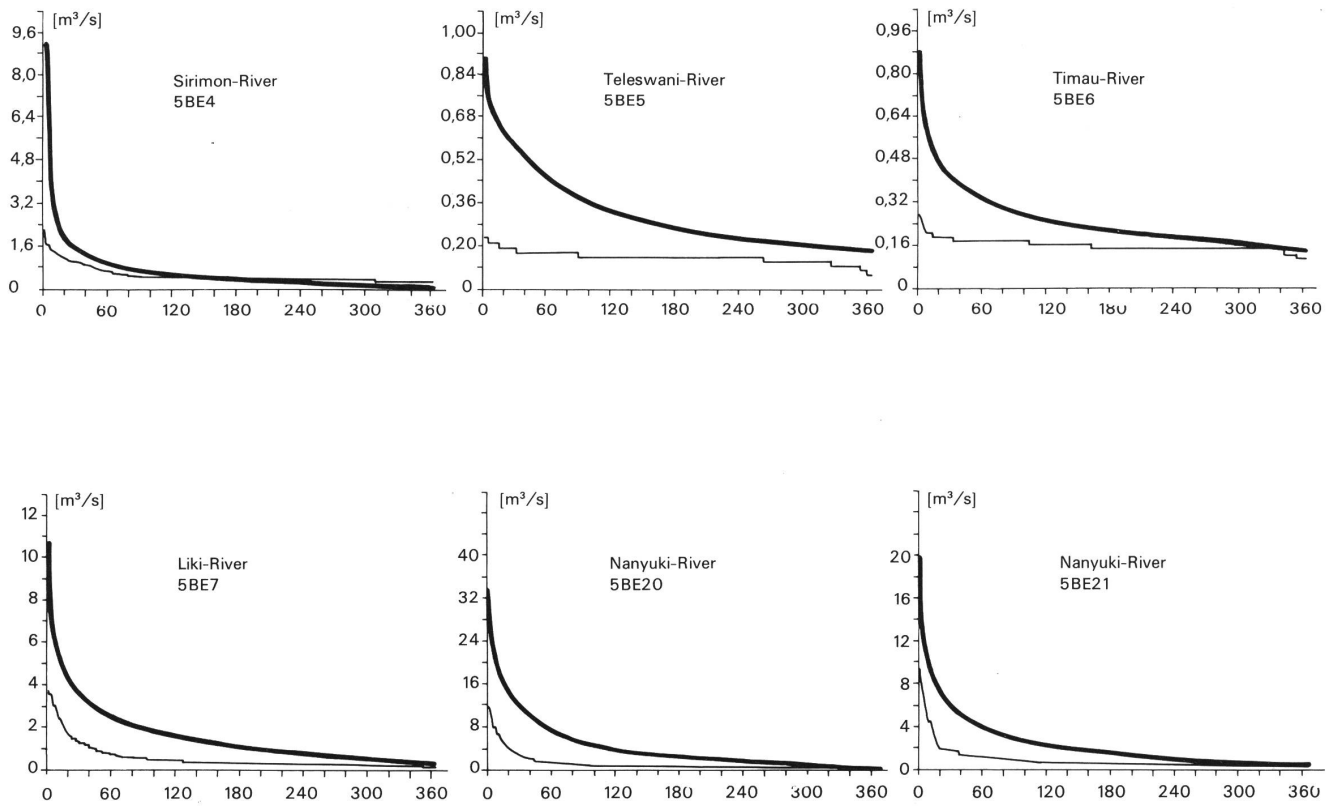 [m³/s]
9,6
8,0
6,4
4,8
3,2
1,6
0
Sirimon-River
5BE4
0 60 120 180 240 300 360
[m³/s]
1,00
0,84
0,68
0,52
0,36
0,20
0
Teleswani-River
5BE5
0 60 120 180 240 300 360
[m³/s]
0,96
0,80
0,64
0,48
0,32
0,16
0
Timau-River
5BE6
0 60 120 180 240 300 360
[m³/s]
12
10
8
6
4
2
0
Liki-River
5BE7
0 60 120 180 240 300 360
[m³/s]
40
32
24
16
8
0
Nanyuki-River
5BE20
0 60 120 180 240 300 360
[m³/s]
20
16
12
8
4
0
Nanyuki-River
5BE21
0 60 120 180 240 300 360